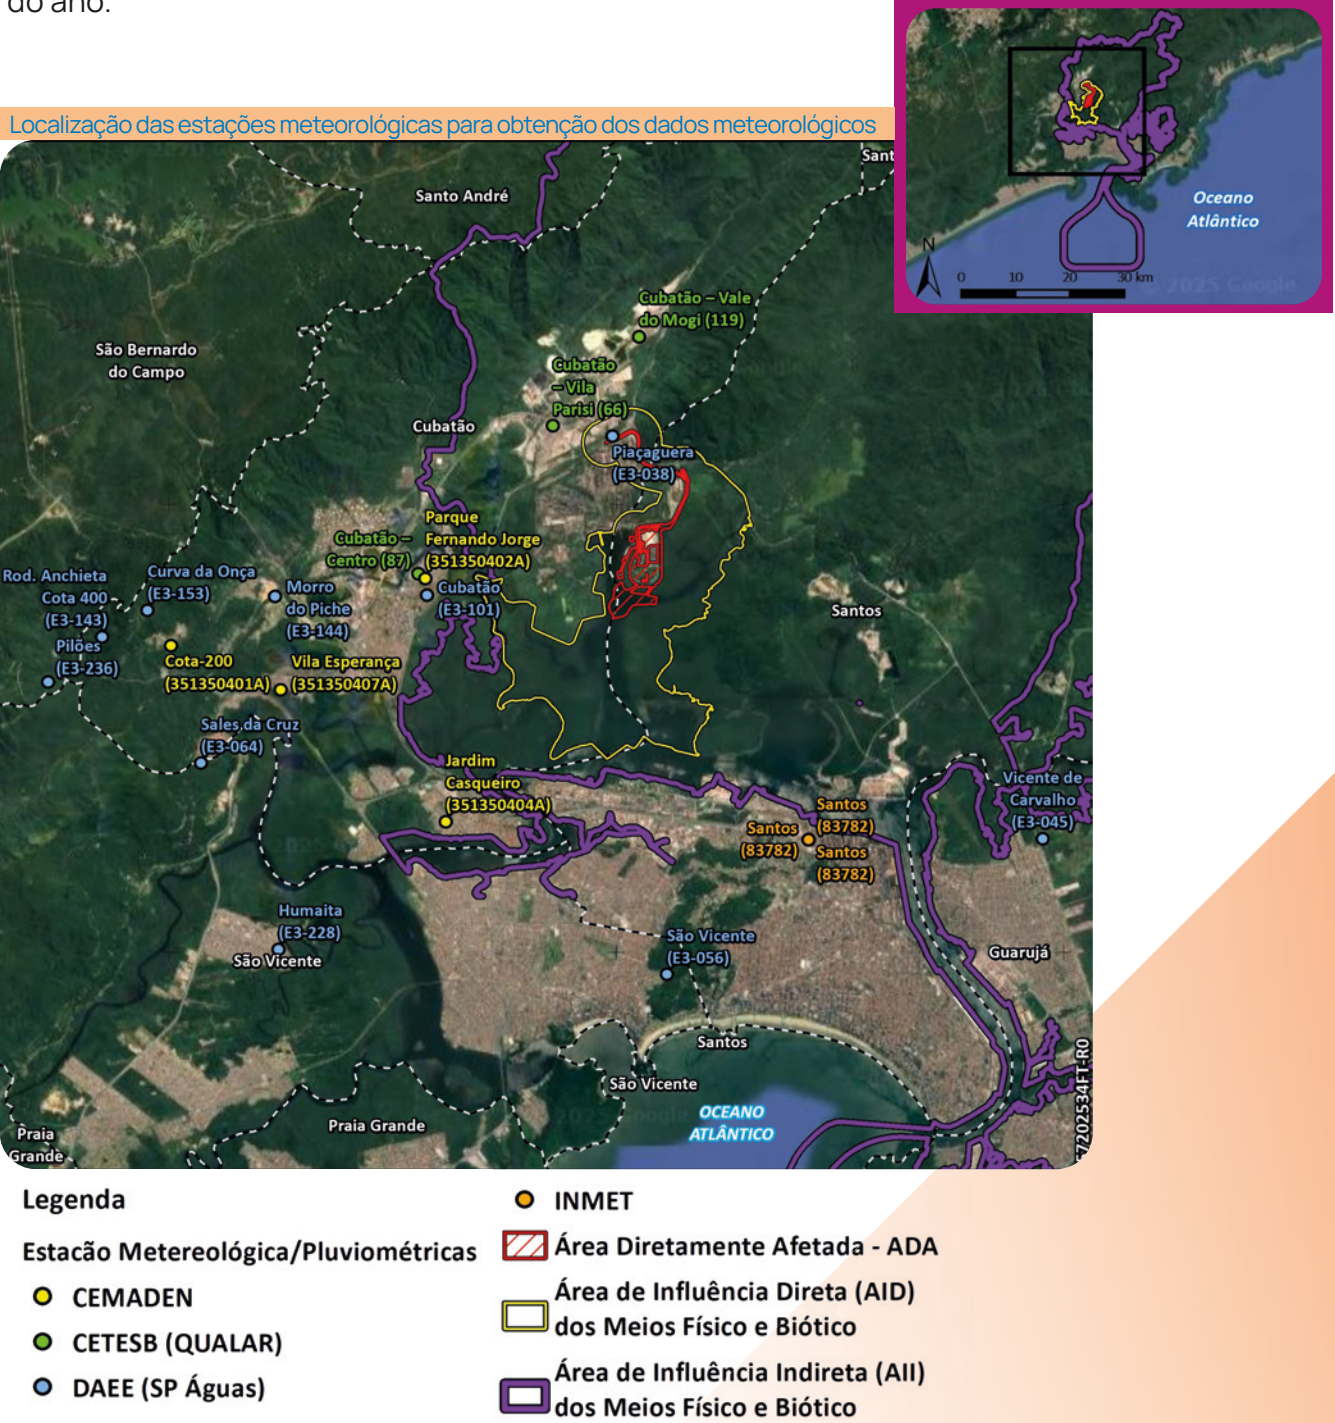 do ano.
Localização das estações meteorológicas para obtenção dos dados meteorológicos
Oceano
Atlântico
N
0 10 20 30 km
2025 Google
Sant
Santo André
Cubatão – Vale
do Mogi (119)
São Bernardo
do Campo
Cubatão
– Vila
Parisi (66)
Cubatão
Piaçaguera
(E3-038)
Parque
Fernando Jorge
(351350402A)
Cubatão –
Centro (87)
Rod. Anchieta
Cota 400
(E3-143)
Curva da Onça
(E3-153)
Morro
do Piche
(E3-144)
Cubatão
(E3-101)
Santos
Pilões
(E3-236)
Cota-200
(351350401A)
Vila Esperança
(351350407A)
Sales da Cruz
(E3-064)
Jardim
Casqueiro
(351350404A)
Vicente de
Carvalho
(E3-045)
Santos
(83782)
Santos
(83782)
Santos
(83782)
Humaita
(E3-228)
São Vicente
São Vicente
(E3-056)
Guarujá
Santos
São Vicente
OCEANO
ATLÂNTICO
Praia Grande
Praia
Grande
7202534FT-R0
Legenda
Estacão Metereológica/Pluviométricas
CEMADEN
CETESB (QUALAR)
DAEE (SP Águas)
INMET
Área Diretamente Afetada - ADA
Área de Influência Direta (AID)
dos Meios Físico e Biótico
Área de Influência Indireta (AII)
dos Meios Físico e Biótico